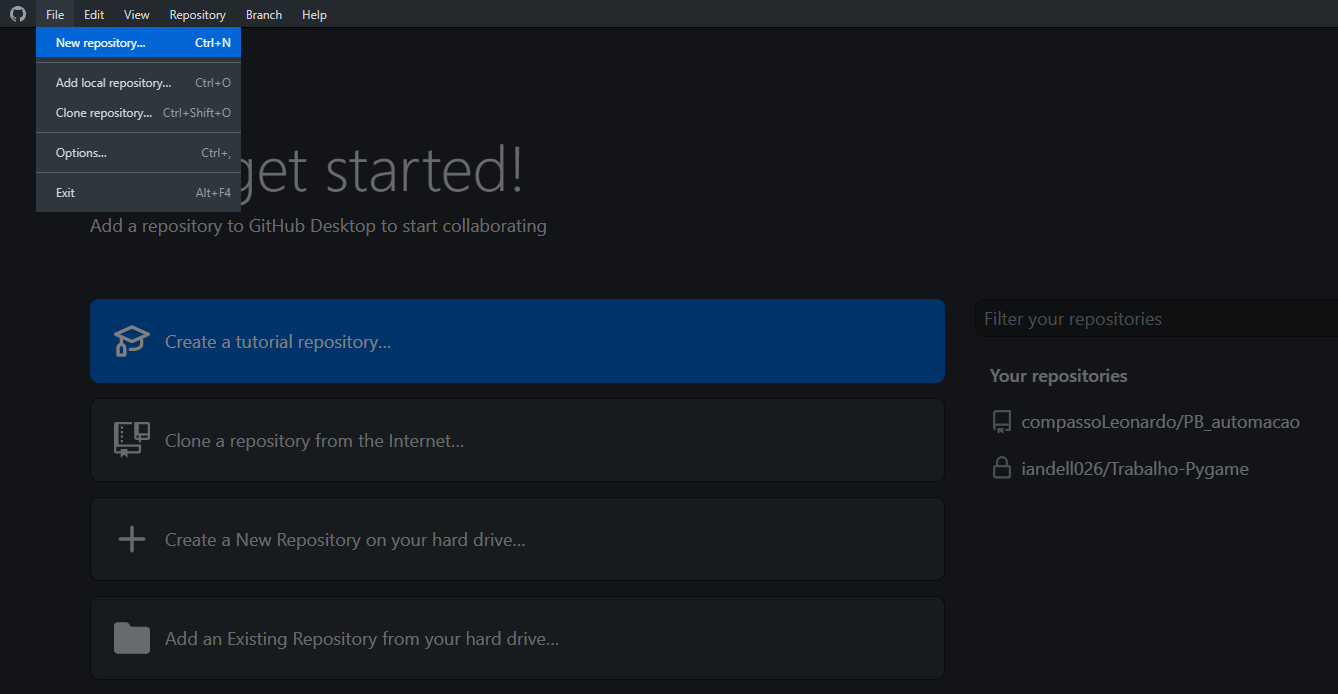 File Edit View Repository Branch Help
New repository... Ctrl+N
Add local repository... Ctrl+O
Clone repository... Ctrl+Shift+O
Options... Ctrl+,
Exit Alt+F4
get started!
Add a repository to GitHub Desktop to start collaborating
Create a tutorial repository...
Clone a repository from the Internet...
Create a New Repository on your hard drive...
Add an Existing Repository from your hard drive...
Filter your repositories
Your repositories
compassoLeonardo/PB_automacao
iandell026/Trabalho-Pygame